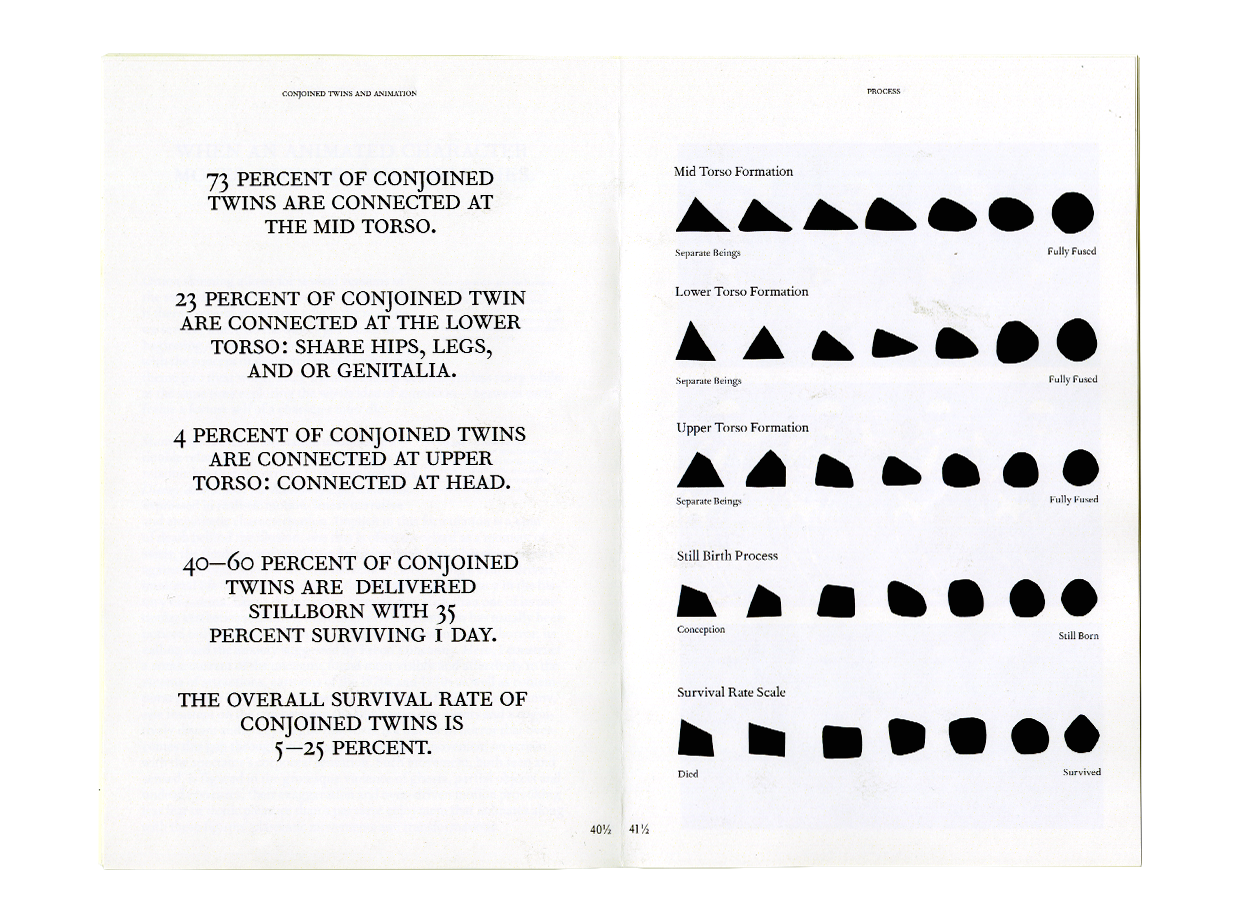 CONJOINED TWINS AND ANIMATION
73 PERCENT OF CONJOINED
TWINS ARE CONNECTED AT
THE MID TORSO.
23 PERCENT OF CONJOINED TWIN
ARE CONNECTED AT THE LOWER
TORSO: SHARE HIPS, LEGS,
AND OR GENITALIA.
4 PERCENT OF CONJOINED TWINS
ARE CONNECTED AT UPPER
TORSO: CONNECTED AT HEAD.
40—60 PERCENT OF CONJOINED
TWINS ARE DELIVERED
STILLBORN WITH 35
PERCENT SURVIVING 1 DAY.
THE OVERALL SURVIVAL RATE OF
CONJOINED TWINS IS
5—25 PERCENT.
40½
PROCESS
Mid Torso Formation
Separate Beings Fully Fused
Lower Torso Formation
Separate Beings Fully Fused
Upper Torso Formation
Separate Beings Fully Fused
Still Birth Process
Conception Still Born
Survival Rate Scale
Died Survived
41½